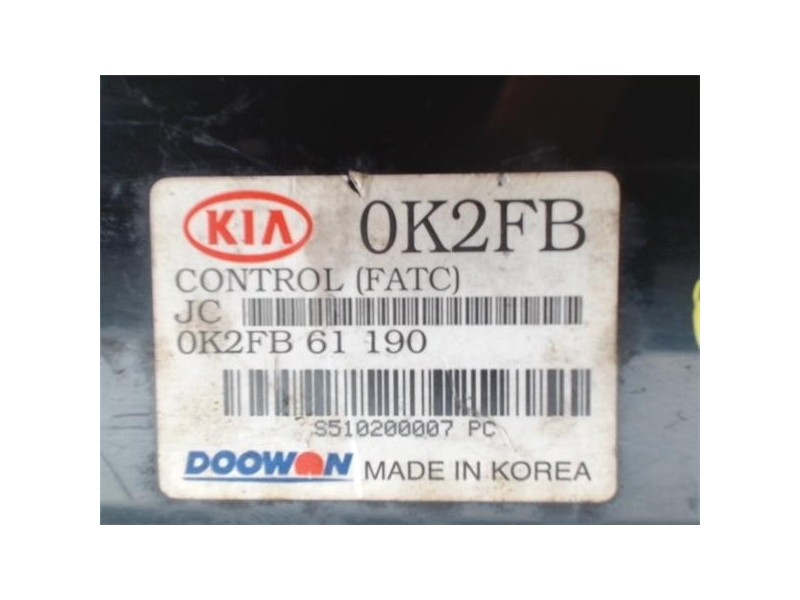 KIA 0K2FB
CONTROL (FATC)
JC
0K2FB 61 190
S510200007 PC
DOOWON MADE IN KOREA